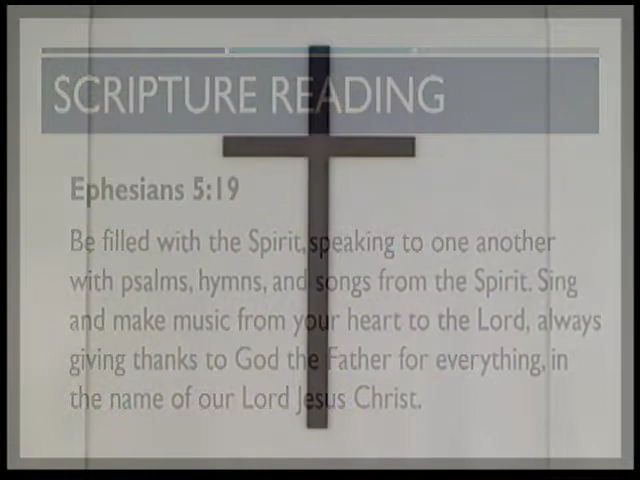 SCRIPTURE READING
Ephesians 5:19
Be filled with the Spirit, speaking to one another
with psalms, hymns, and songs from the Spirit. Sing
and make music from your heart to the Lord, always
giving thanks to God the Father for everything, in
the name of our Lord Jesus Christ.